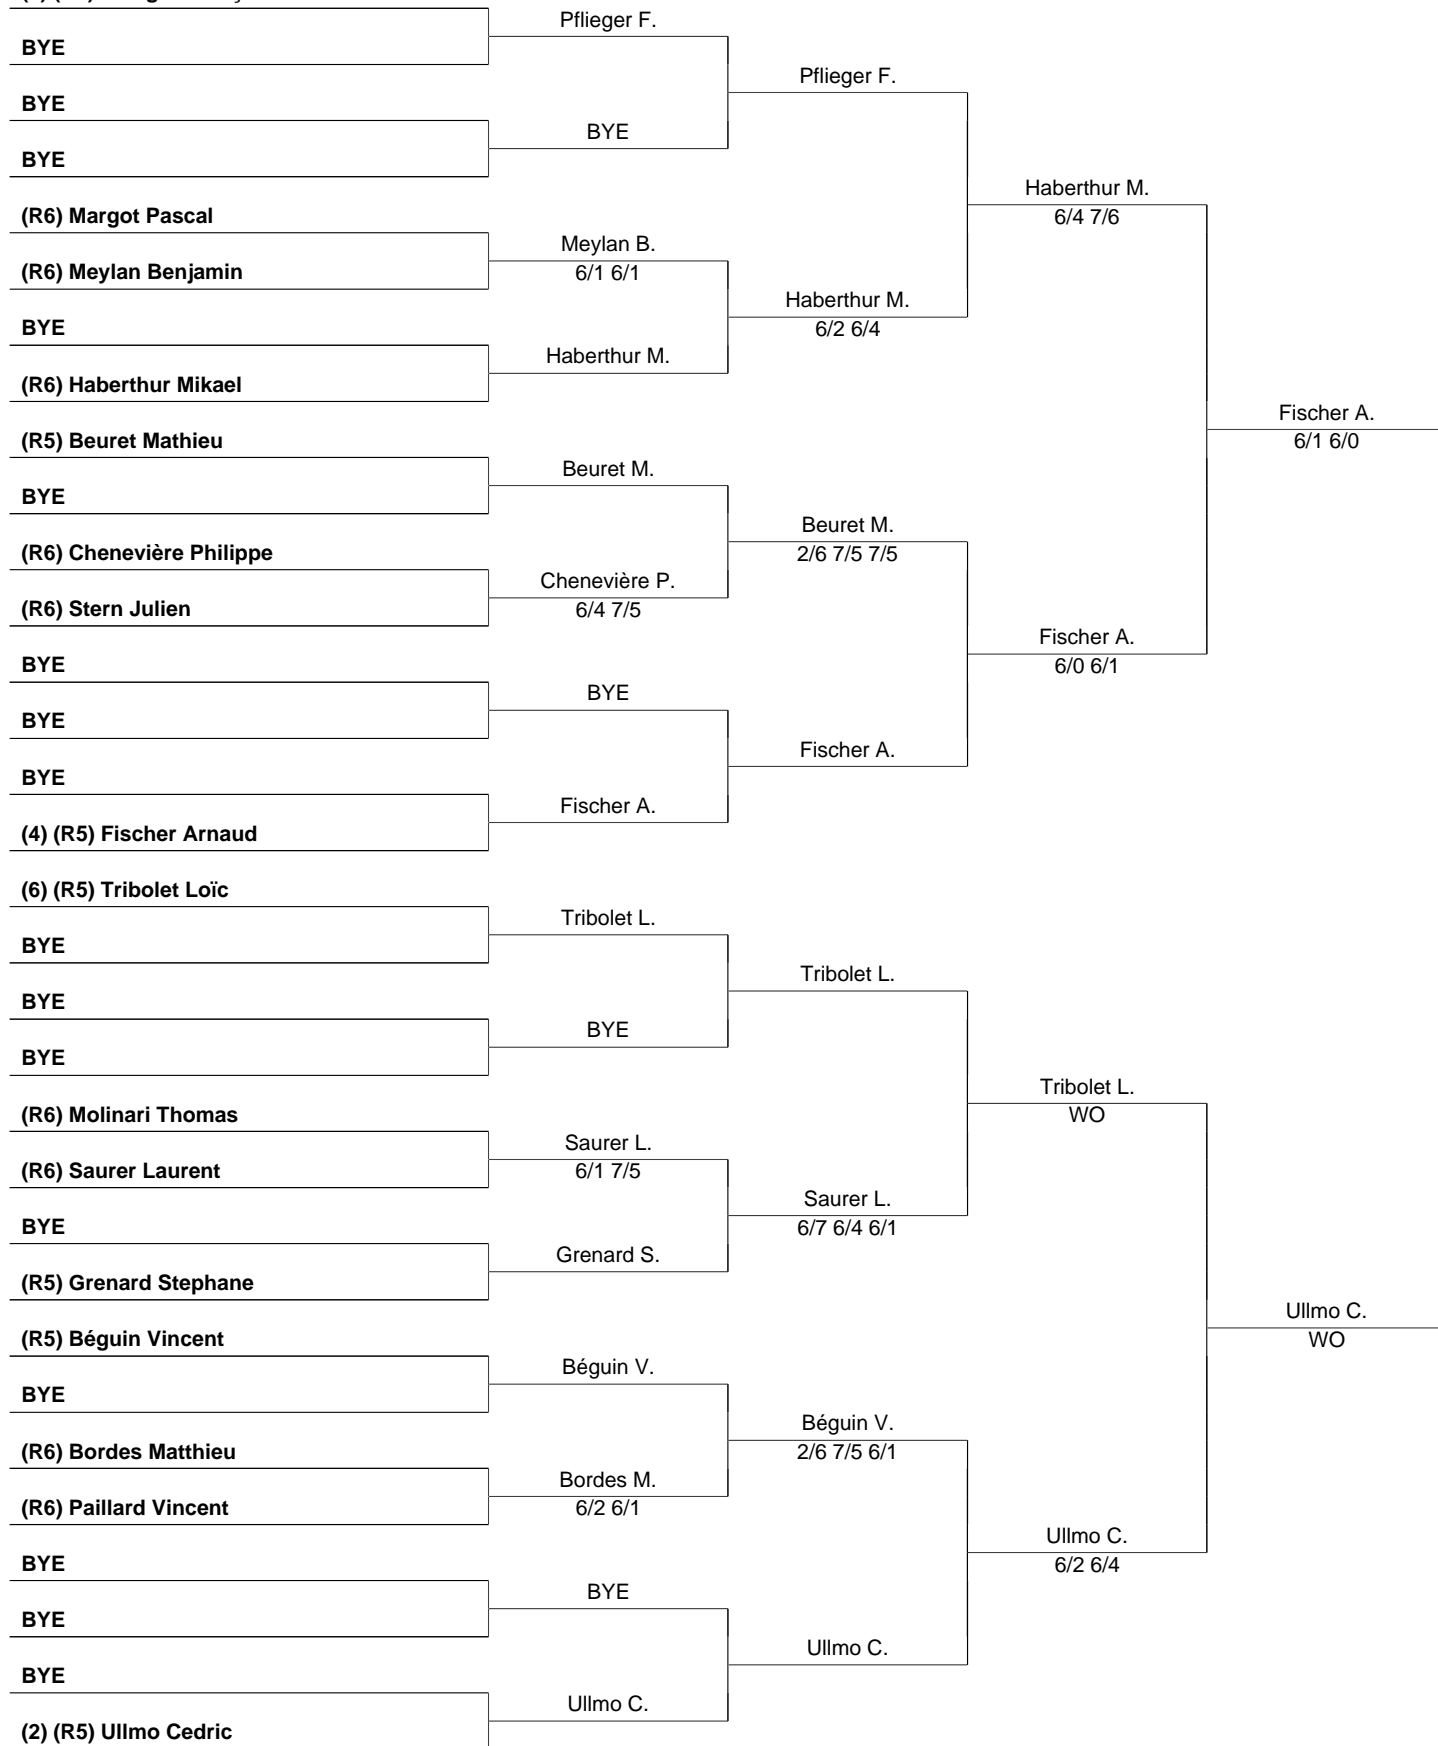 BYE
BYE
BYE
(R6) Margot Pascal
(R6) Meylan Benjamin
BYE
(R6) Haberthur Mikael
(R5) Beuret Mathieu
BYE
(R6) Chenevière Philippe
(R6) Stern Julien
BYE
BYE
BYE
(4) (R5) Fischer Arnaud
(6) (R5) Tribolet Loïc
BYE
BYE
BYE
(R6) Molinari Thomas
(R6) Saurer Laurent
BYE
(R5) Grenard Stephane
(R5) Béguin Vincent
BYE
(R6) Bordes Matthieu
(R6) Paillard Vincent
BYE
BYE
BYE
(2) (R5) Ullmo Cedric
Pflieger F.
BYE
Meylan B.
6/1 6/1
Haberthur M.
Beuret M.
Chenevière P.
6/4 7/5
BYE
Fischer A.
Tribolet L.
BYE
Saurer L.
6/1 7/5
Grenard S.
Béguin V.
Bordes M.
6/2 6/1
BYE
Ullmo C.
Pflieger F.
Haberthur M.
6/2 6/4
Beuret M.
2/6 7/5 7/5
Fischer A.
Tribolet L.
Saurer L.
6/7 6/4 6/1
Béguin V.
2/6 7/5 6/1
Ullmo C.
Haberthur M.
6/4 7/6
Fischer A.
6/0 6/1
Tribolet L.
WO
Ullmo C.
6/2 6/4
Fischer A.
6/1 6/0
Ullmo C.
WO